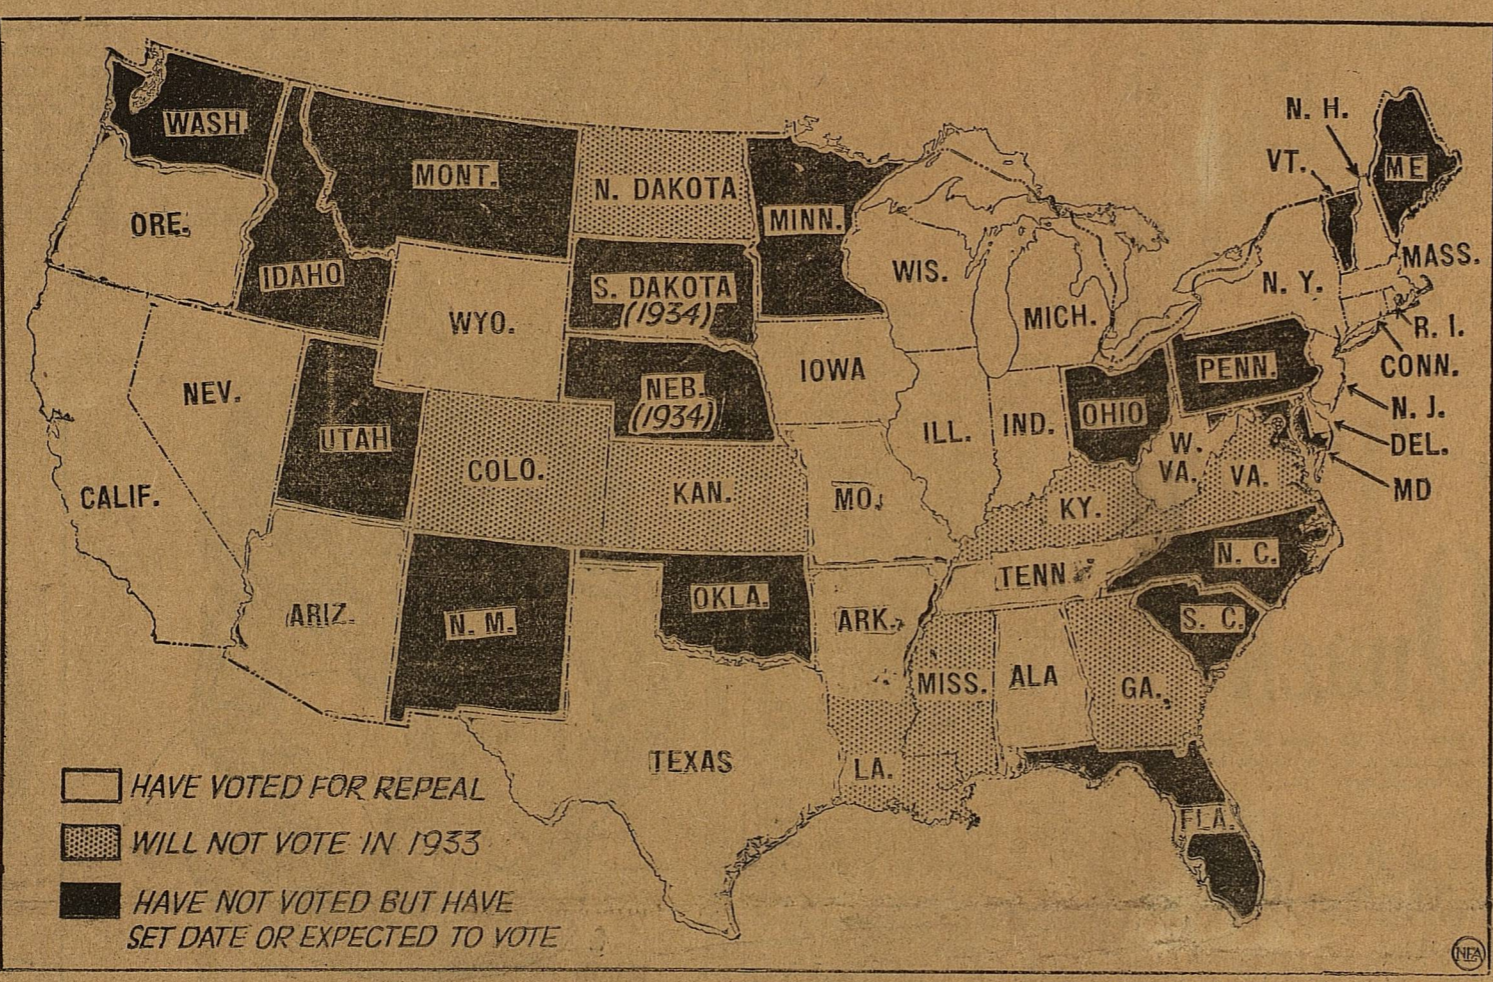 N. H.
VT.
ME
WASH
MONT.
N. DAKOTA
MINN.
ORE.
IDAHO
S. DAKOTA
(1934)
WIS.
MICH.
N. Y.
MASS.
R. I.
CONN.
WYO.
NEV.
UTAH
NEB.
(1934)
IOWA
PENN.
OHIO
N. J.
DEL.
MD
ILL.
IND.
W.
VA.
VA.
CALIF.
COLO.
KAN.
MO.
KY.
N. C.
TENN.
ARIZ.
N. M.
OKLA.
ARK.
S. C.
MISS.
ALA
GA.
TEXAS
LA.
FLA.
HAVE VOTED FOR REPEAL
WILL NOT VOTE IN 1933
HAVE NOT VOTED BUT HAVE
SET DATE OR EXPECTED TO VOTE
NEA